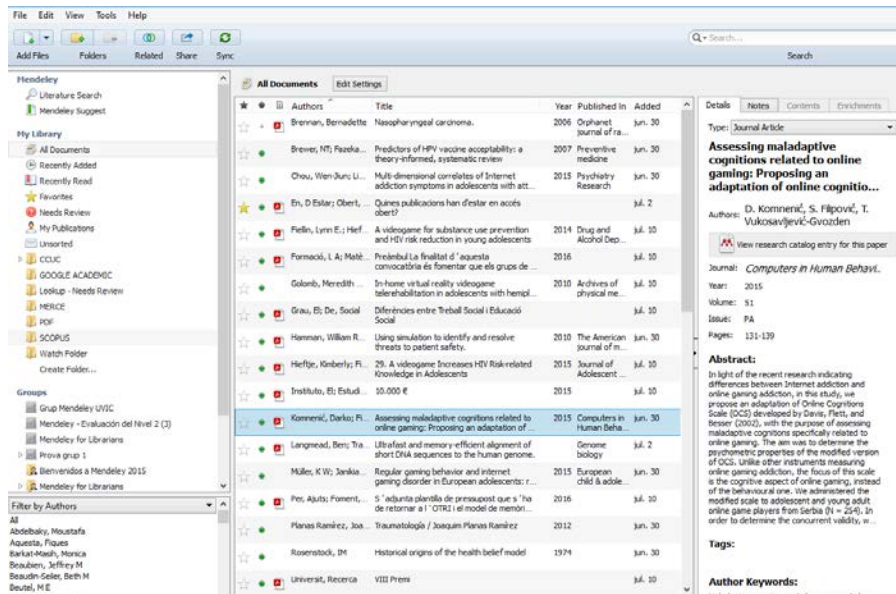 File Edit View Tools Help
Add Files Folders Related Share Sync
Search...
Search
Mendeley
Literature Search
Mendeley Suggest
My Library
All Documents
Recently Added
Recently Read
Favorites
Needs Review
My Publications
Unsorted
CCUC
GOOGLE ACADEMIC
Lookup - Needs Review
MERCE
PDF
SCOPUS
Watch Folder
Create Folder...
Groups
Grup Mendeley UVIC
Mendeley - Evaluación del Nivel 2 (3)
Mendeley for Librarians
Prova grup 1
Bienvenidos a Mendeley 2015
Mendeley for Librarians
Filter by Authors
All
Abdelbaky, Moustafa
Aquesta, Fiques
Barkat-Masih, Monica
Beaubien, Jeffrey M
Beaudin-Seiler, Beth M
Beutel, M E
All Documents Edit Settings
Authors Title Year Published In Added
Brennan, Bernadette Nasopharyngeal carcinoma. 2006 Orphanet jun. 30
journal of ra...
Brewer, NT; Fazeka... Predictors of HPV vaccine acceptability: a 2007 Preventive jun. 30
theory-informed, systematic review medicine
Chou, Wen-Jun; Li... Multi-dimensional correlates of Internet 2015 Psychiatry jun. 30
addiction symptoms in adolescents with att... Research
En, D Estar; Obert, ... Quines publicacions han d'estar en accés jul. 2
obert?
Fiellin, Lynn E.; Hief... A videogame for substance use prevention 2014 Drug and jul. 10
and HIV risk reduction in young adolescents Alcohol Dep...
Formació, L A; Matè... Preàmbul La finalitat d ´aquesta 2016 jul. 10
convocatòria és fomentar que els grups de ...
Golomb, Meredith ... In-home virtual reality videogame 2010 Archives of jul. 10
telerehabilitation in adolescents with hemipl... physical me...
Grau, El; De, Social Diferències entre Treball Social i Educació jul. 10
Social
Hamman, William R... Using simulation to identify and resolve 2010 The American jun. 30
threats to patient safety. journal of m...
Hieftje, Kimberly; Fi... 29. A videogame Increases HIV Risk-related 2015 Journal of jul. 10
Knowledge in Adolescents Adolescent ...
Instituto, El; Estudi... 10.000 € 2015 jul. 10
Komnenić, Darko; Fi... Assessing maladaptive cognitions related to 2015 Computers in jun. 30
online gaming: Proposing an adaptation of ... Human Beha...
Langmead, Ben; Tra... Ultrafast and memory-efficient alignment of Genome jul. 2
short DNA sequences to the human genome. biology
Müller, K W; Janikia... Regular gaming behavior and internet 2015 European jun. 30
gaming disorder in European adolescents: r... child & adole...
Per, Ajuts; Foment, ... S ´adjunta plantilla de pressupost que s ´ha 2016 jul. 10
de retornar a l ´OTRI i el model de memòri...
Planas Ramírez, Joa... Traumatología / Joaquim Planas Ramírez 2012 jun. 30
Rosenstock, IM Historical origins of the health belief model 1974 jun. 30
Universit, Recerca VIII Premi jul. 10
Details Notes Contents Enrichments
Type: Journal Article
Assessing maladaptive
cognitions related to online
gaming: Proposing an
adaptation of online cognitio...
Authors: D. Komnenić, S. Filipović, T.
Vukosavljević-Gvozden
View research catalog entry for this paper
Journal: Computers in Human Behavi..
Year: 2015
Volume: 51
Issue: PA
Pages: 131-139
Abstract:
In light of the recent research indicating
differences between Internet addiction and
online gaming addiction, in this study, we
propose an adaptation of Online Cognitions
Scale (OCS) developed by Davis, Flett, and
Besser (2002), with the purpose of assessing
maladaptive cognitions specifically related to
online gaming. The aim was to determine the
psychometric properties of the modified version
of OCS. Unlike other instruments measuring
online gaming addiction, the focus of this scale
is the cognitive aspect of online gaming, instead
of the behavioural one. We administered the
modified scale to adolescent and young adult
online game players from Serbia (N = 254). In
order to determine the concurrent validity, w...
Tags:
Author Keywords: